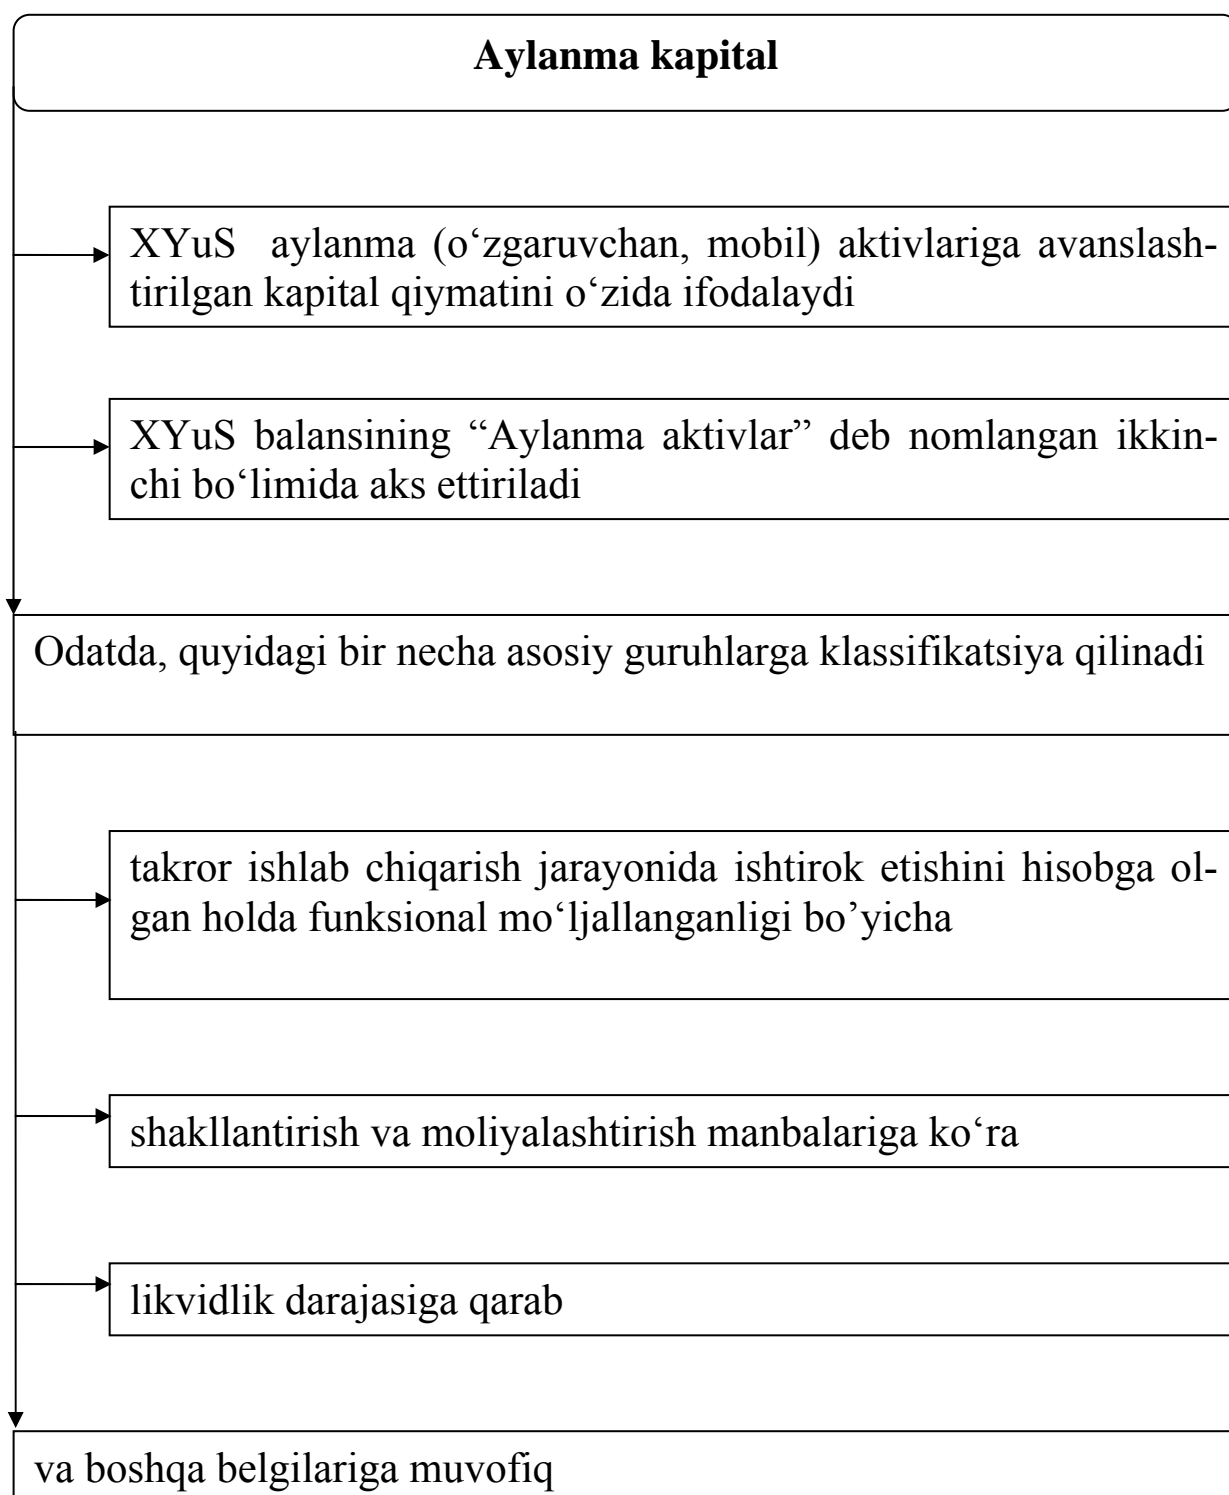 Aylanma kapital
XYuS aylanma (o‘zgaruvchan, mobil) aktivlariga avanslash-
tirilgan kapital qiymatini o‘zida ifodalaydi
XYuS balansining “Aylanma aktivlar” deb nomlangan ikkin-
chi bo‘limida aks ettiriladi
Odatda, quyidagi bir necha asosiy guruhlarga klassifikatsiya qilinadi
takror ishlab chiqarish jarayonida ishtirok etishini hisobga ol-
gan holda funksional mo‘ljallanganligi bo’yicha
shakllantirish va moliyalashtirish manbalariga ko‘ra
likvidlik darajasiga qarab
va boshqa belgilariga muvofiq